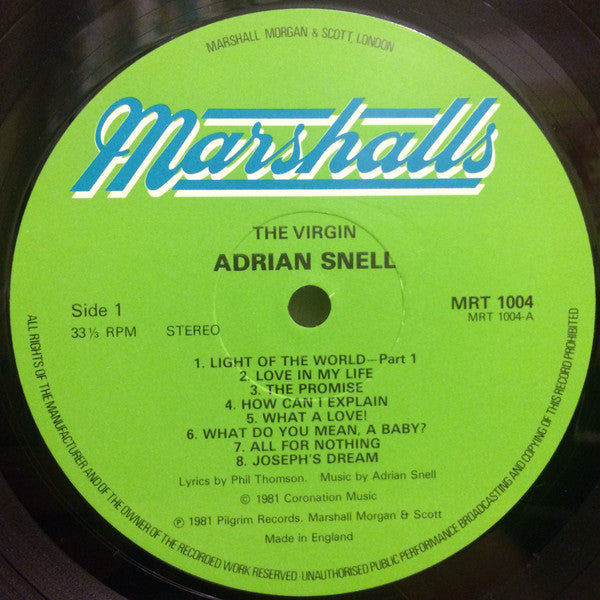 MARSHALL MORGAN & SCOTT, LONDON
Marshalls
THE VIRGIN
ADRIAN SNELL
Side 1
MRT 1004
33⅓ RPM
STEREO
MRT 1004-A
1. LIGHT OF THE WORLD—Part 1
2. LOVE IN MY LIFE
3. THE PROMISE
4. HOW CAN I EXPLAIN
5. WHAT A LOVE!
6. WHAT DO YOU MEAN, A BABY?
7. ALL FOR NOTHING
8. JOSEPH'S DREAM
Lyrics by Phil Thomson. Music by Adrian Snell
© 1981 Coronation Music
℗ 1981 Pilgrim Records. Marshall Morgan & Scott
Made in England
ALL RIGHTS OF THE MANUFACTURER AND OF THE OWNER OF THE RECORDED WORK RESERVED · UNAUTHORISED PUBLIC PERFORMANCE BROADCASTING AND COPYING OF THIS RECORD PROHIBITED